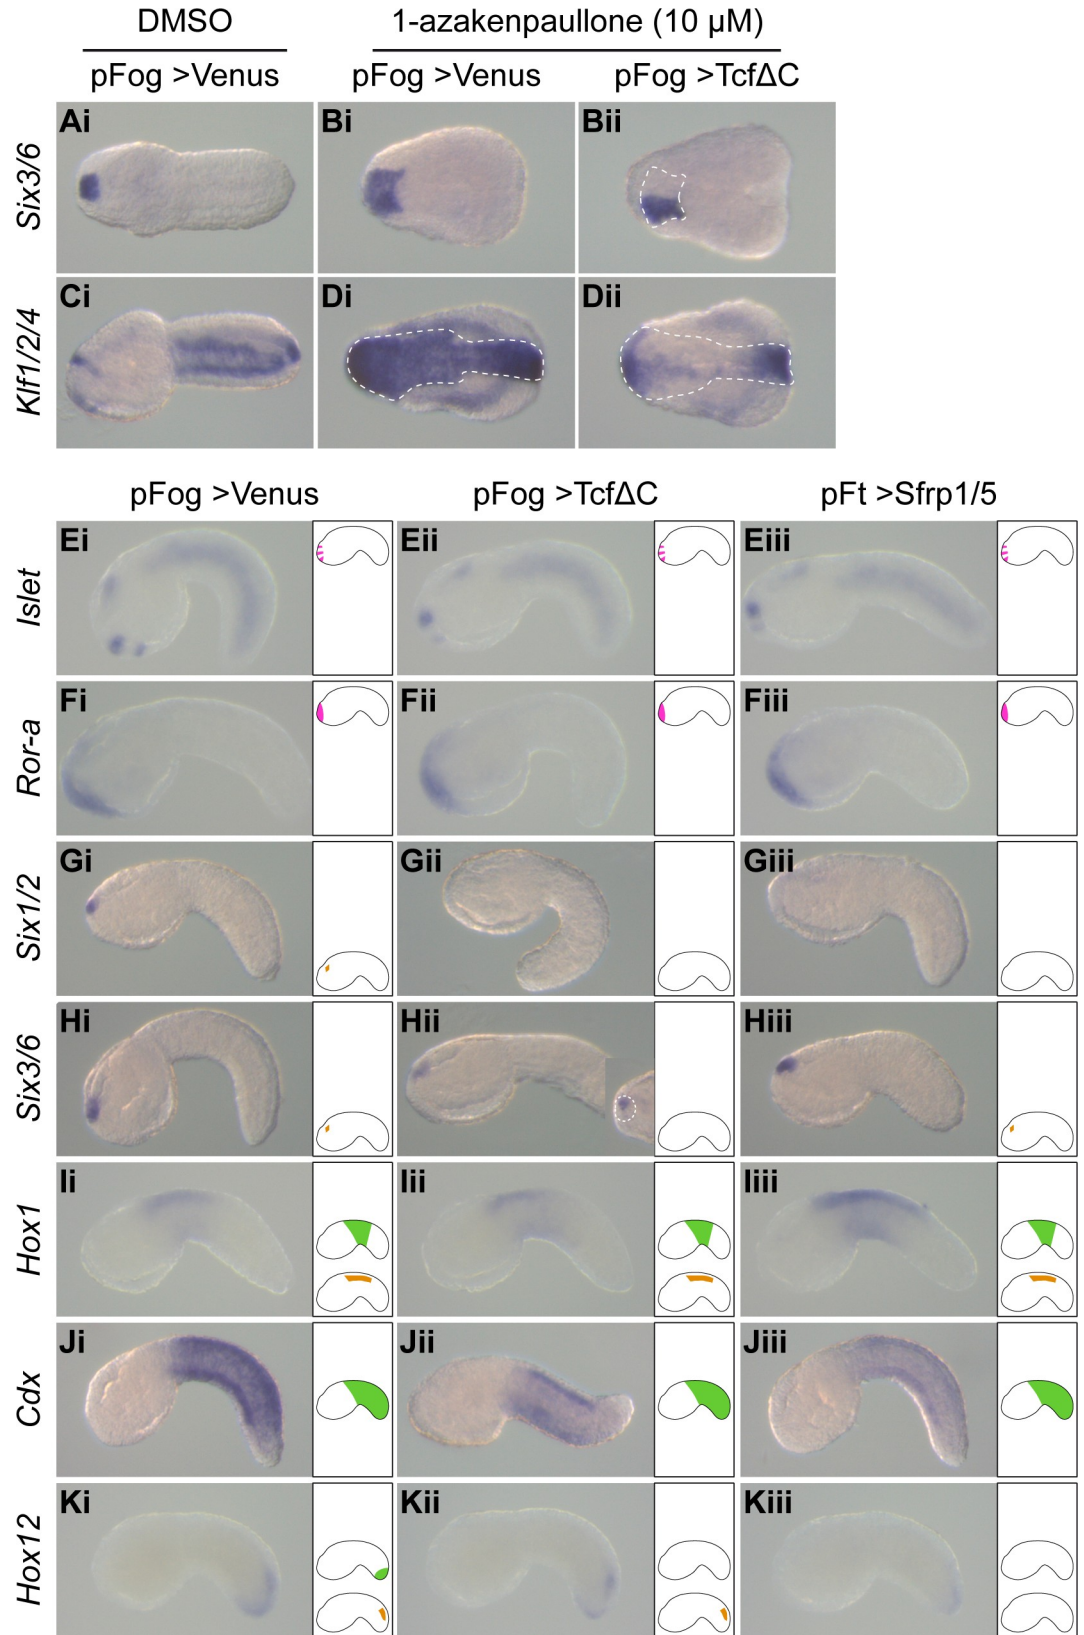 DMSO 1-azakenpaullone (10 µM)
pFog >Venus pFog >Venus pFog >TcfΔC
Six3/6 Ai Bi Bii
Klf1/2/4 Ci Di Dii
pFog >Venus pFog >TcfΔC pFt >Sfrp1/5
Islet Ei Eii Eiii
Ror-a Fi Fii Fiii
Six1/2 Gi Gii Giii
Six3/6 Hi Hii Hiii
Hox1 Ii Iii Iiii
Cdx Ji Jii Jiii
Hox12 Ki Kii Kiii